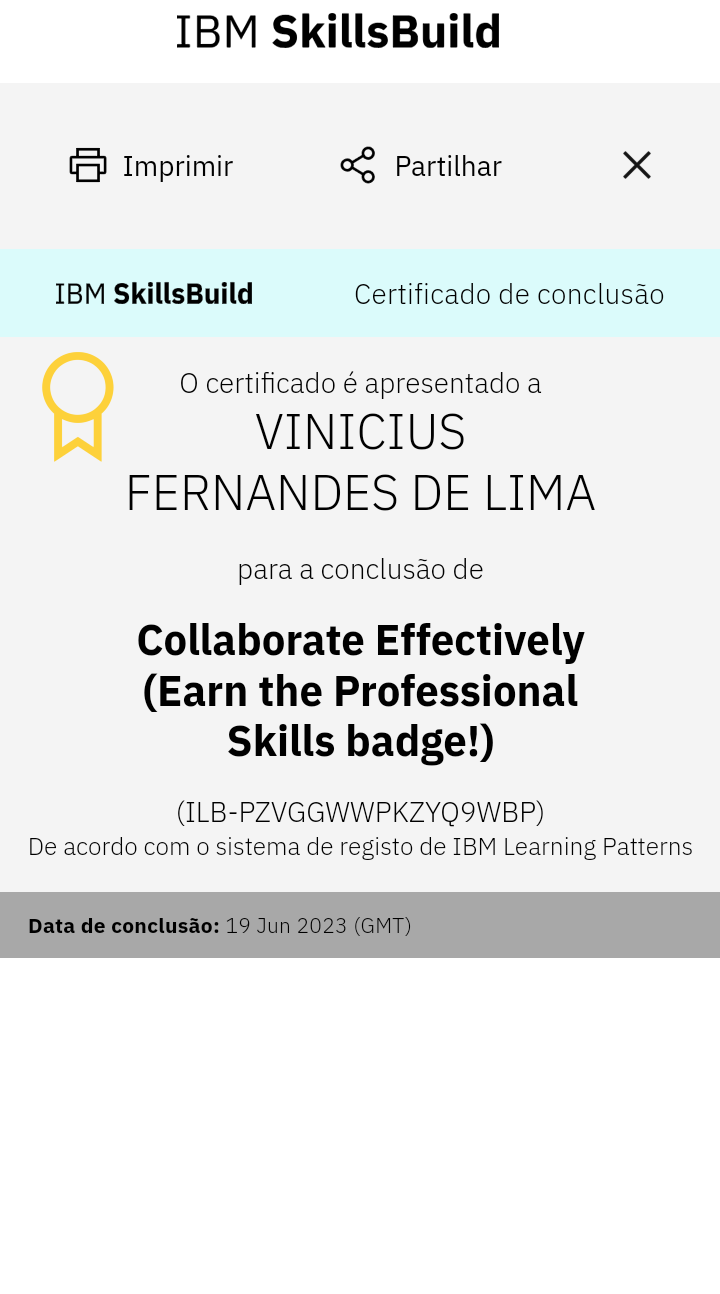 IBM SkillsBuild
Imprimir
Partilhar
IBM SkillsBuild
Certificado de conclusão
O certificado é apresentado a
VINICIUS
FERNANDES DE LIMA
para a conclusão de
Collaborate Effectively
(Earn the Professional
Skills badge!)
(ILB-PZVGGWWPKZYQ9WBP)
De acordo com o sistema de registo de IBM Learning Patterns
Data de conclusão: 19 Jun 2023 (GMT)